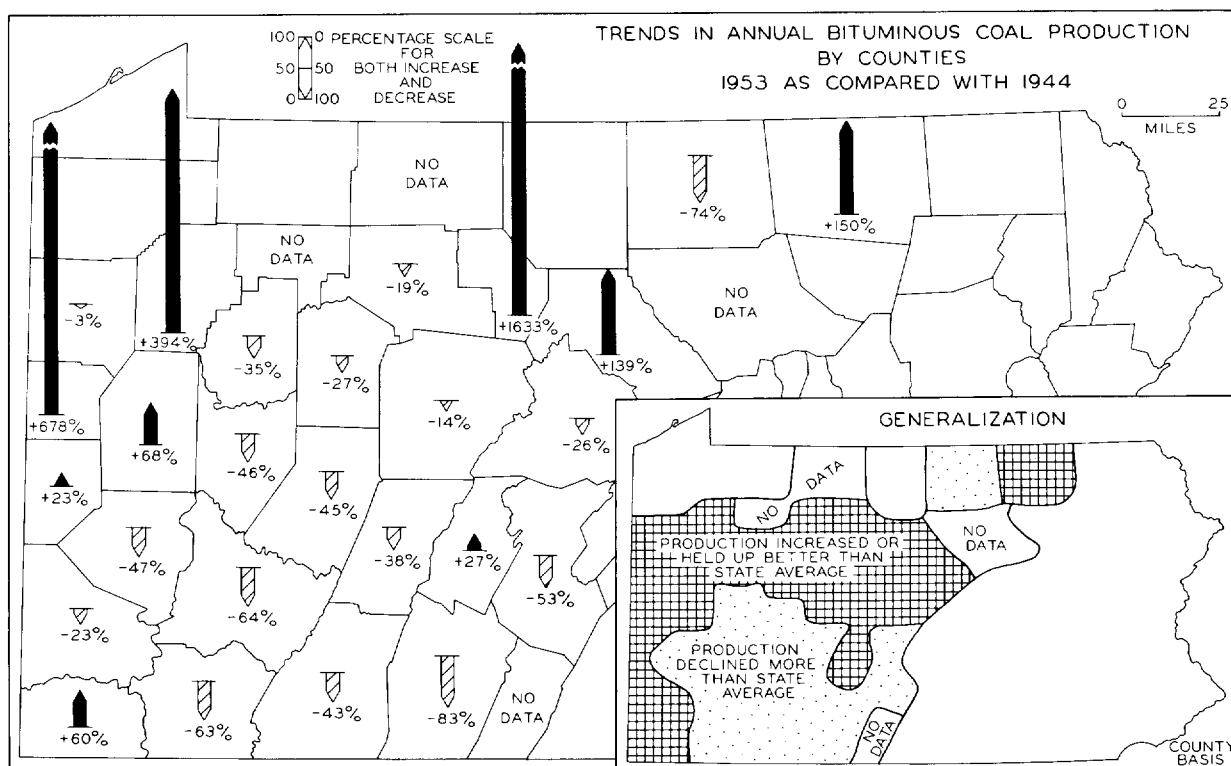 TRENDS IN ANNUAL BITUMINOUS COAL PRODUCTION
BY COUNTIES
1953 AS COMPARED WITH 1944
100 0
50 50
0 100
PERCENTAGE SCALE
FOR
BOTH INCREASE
AND
DECREASE
0 25
MILES
NO
DATA
-74%
+150%
NO
DATA
-19%
NO
DATA
-3%
+394%
-35%
-27%
+1633%
+139%
+678%
+68%
-46%
-14%
-26%
+23%
-45%
-47%
-38%
+27%
-53%
-64%
-23%
+60%
-63%
-43%
-83%
NO
DATA
GENERALIZATION
NO DATA
NO
DATA
PRODUCTION INCREASED OR
HELD UP BETTER THAN
STATE AVERAGE
PRODUCTION
DECLINED MORE
THAN STATE
AVERAGE
NO
DATA
COUNTY
BASIS